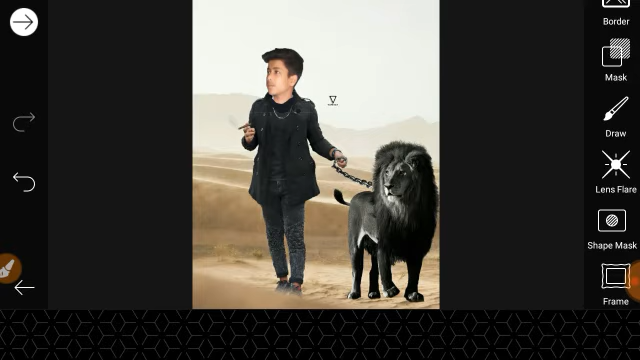 Border
Mask
Draw
Lens Flare
Shape Mask
Frame